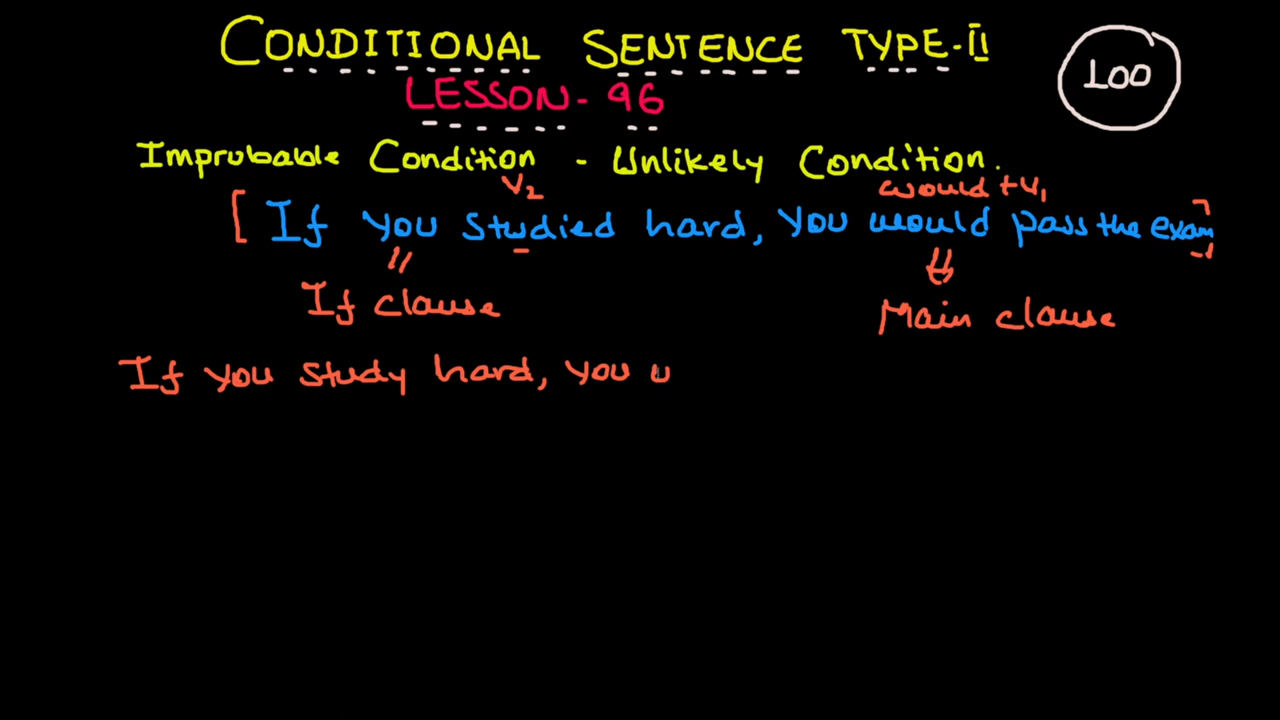 CONDITIONAL SENTENCE TYPE-II
100
LESSON-96
Improbable Condition - Unlikely Condition.
V2 would +V1
[ If you studied hard, you would pass the exam ]
If clause Main clause
If you study hard, you